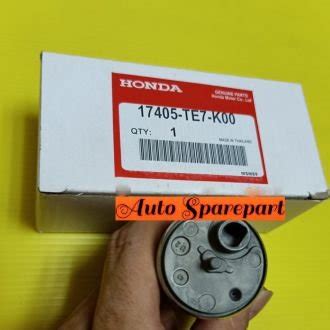 HONDA
GENUINE
PARTS
Honda Motor Co., Ltd.
17405-TE7-K00
QTY: 1
MADE IN THAILAND
Auto Sparepart